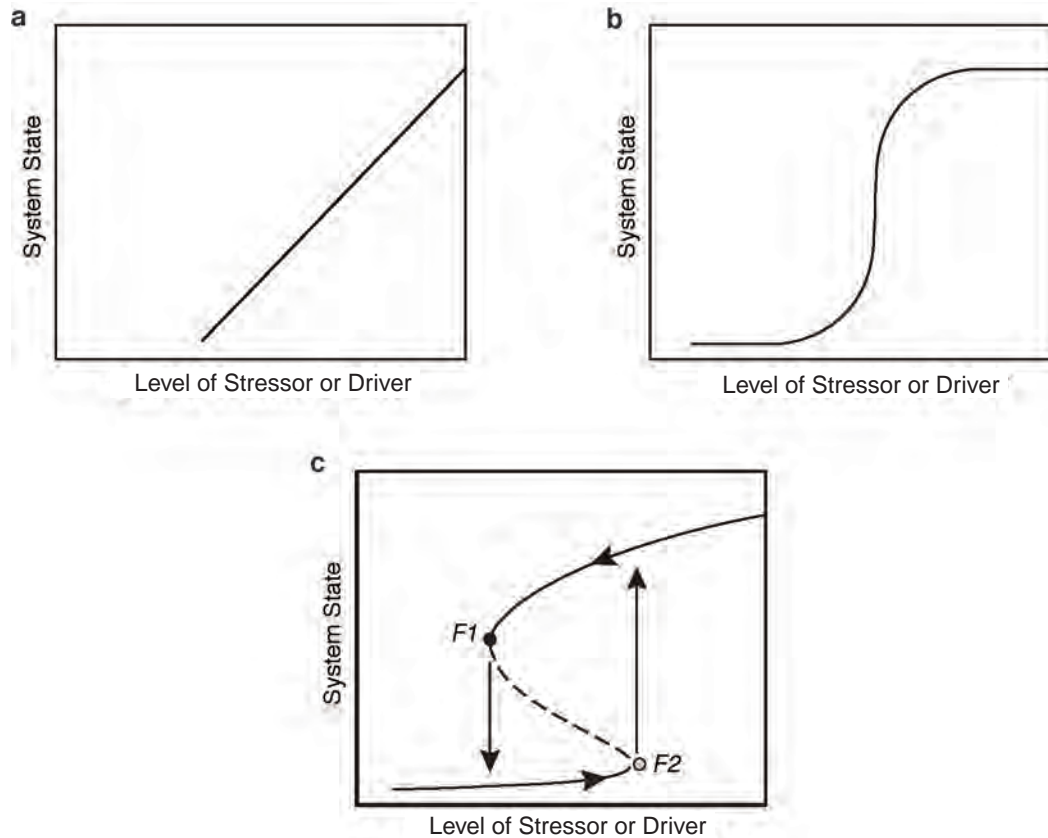 a
System State
Level of Stressor or Driver
b
System State
Level of Stressor or Driver
c
System State
F1
F2
Level of Stressor or Driver